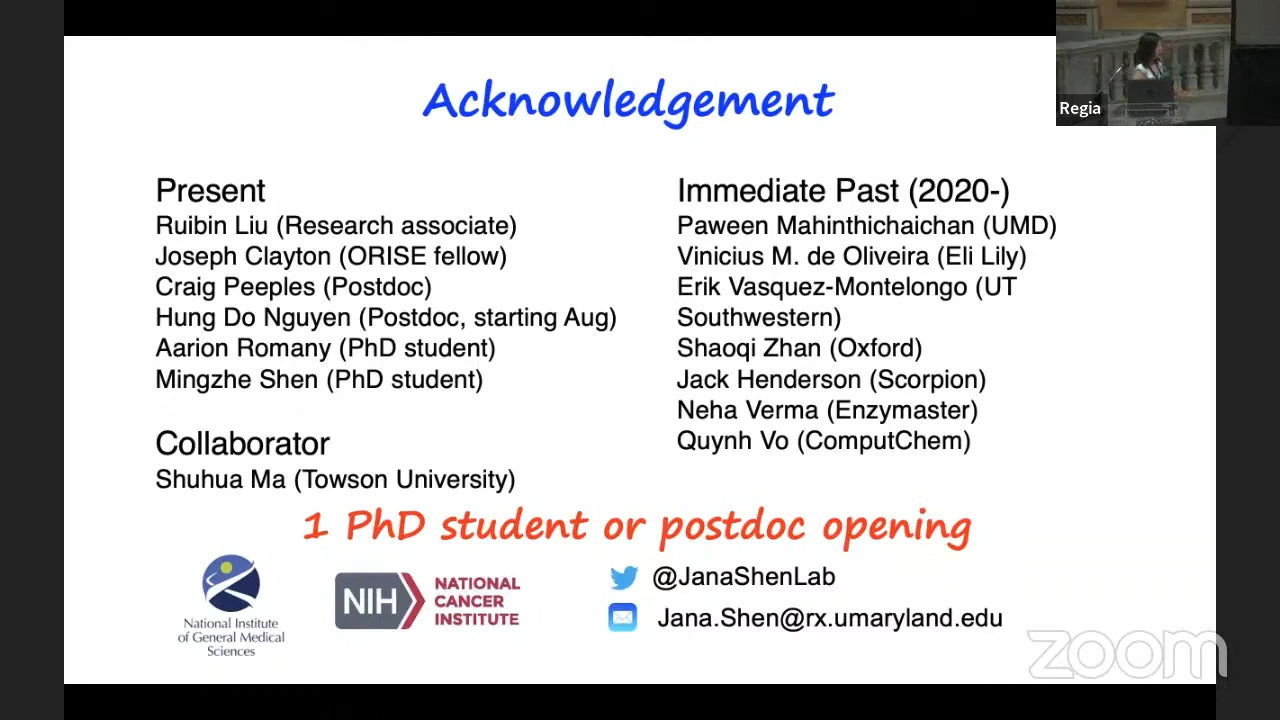 Acknowledgement
Regia
Present
Ruibin Liu (Research associate)
Joseph Clayton (ORISE fellow)
Craig Peeples (Postdoc)
Hung Do Nguyen (Postdoc, starting Aug)
Aarion Romany (PhD student)
Mingzhe Shen (PhD student)
Collaborator
Shuhua Ma (Towson University)
Immediate Past (2020-)
Paween Mahinthichaichan (UMD)
Vinicius M. de Oliveira (Eli Lily)
Erik Vasquez-Montelongo (UT
Southwestern)
Shaoqi Zhan (Oxford)
Jack Henderson (Scorpion)
Neha Verma (Enzymaster)
Quynh Vo (ComputChem)
1 PhD student or postdoc opening
National Institute
of General Medical
Sciences
NIH
NATIONAL
CANCER
INSTITUTE
@JanaShenLab
Jana.Shen@rx.umaryland.edu
zoom